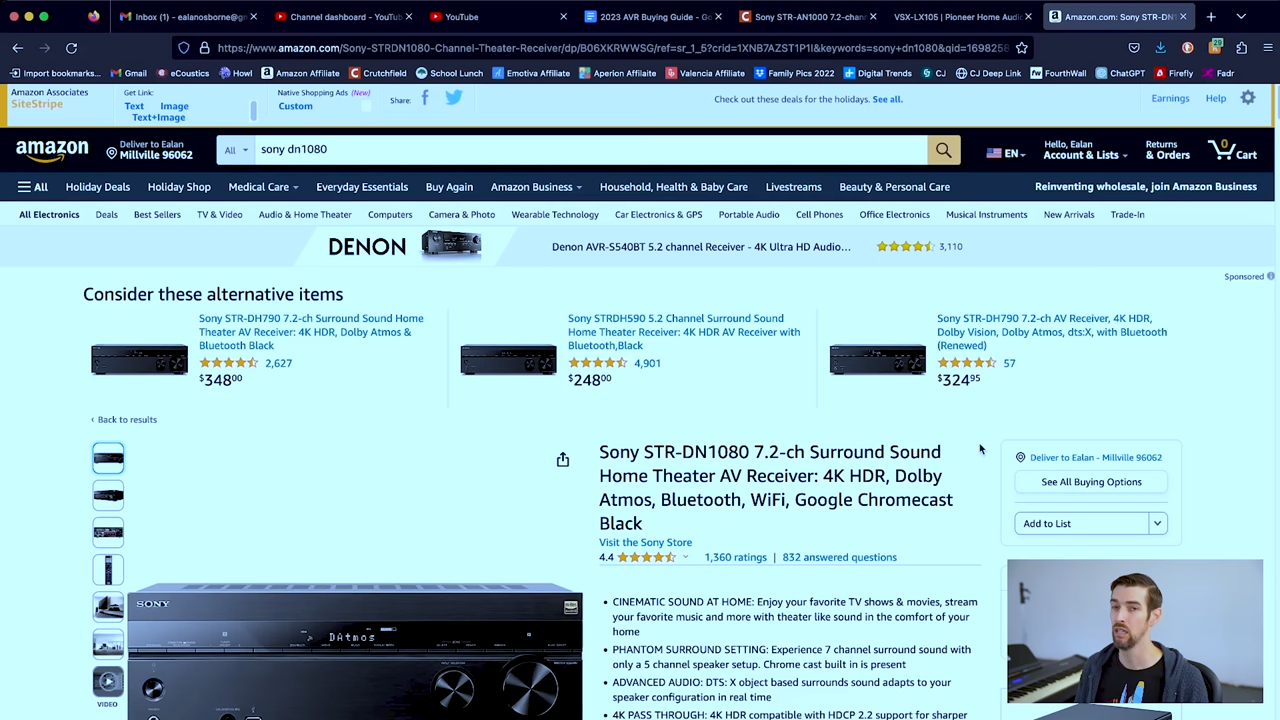 Inbox (1) - ealanosborne@gn
Channel dashboard - YouTub
YouTube
2023 AVR Buying Guide - Go
Sony STR-AN1000 7.2-chan
VSX-LX105 | Pioneer Home Audio
Amazon.com: Sony STR-DN1
https://www.amazon.com/Sony-STRDN1080-Channel-Theater-Receiver/dp/B06XKRWWSG/ref=sr_1_5?crid=1XNB7AZST1P1I&keywords=sony+dn1080&qid=1698258
Import bookmarks... Gmail eCoustics Howl Amazon Affiliate Crutchfield School Lunch Emotiva Affiliate Aperion Affilaite Valencia Affiliate Family Pics 2022 Digital Trends CJ CJ Deep Link FourthWall ChatGPT Firefly Fadr
Amazon Associates
SiteStripe
Get Link:
Text Image
Text+Image
Native Shopping Ads (New)
Custom
Share:
Check out these deals for the holidays. See all.
Earnings Help
amazon
Deliver to Ealan
Millville 96062
All
sony dn1080
EN
Hello, Ealan
Account & Lists
Returns
& Orders
0
Cart
All Holiday Deals Holiday Shop Medical Care Everyday Essentials Buy Again Amazon Business Household, Health & Baby Care Livestreams Beauty & Personal Care Reinventing wholesale, join Amazon Business
All Electronics Deals Best Sellers TV & Video Audio & Home Theater Computers Camera & Photo Wearable Technology Car Electronics & GPS Portable Audio Cell Phones Office Electronics Musical Instruments New Arrivals Trade-In
DENON
Denon AVR-S540BT 5.2 channel Receiver - 4K Ultra HD Audio...
3,110
Sponsored
Consider these alternative items
Sony STR-DH790 7.2-ch Surround Sound Home
Theater AV Receiver: 4K HDR, Dolby Atmos &
Bluetooth Black
2,627
$34800
Sony STRDH590 5.2 Channel Surround Sound
Home Theater Receiver: 4K HDR AV Receiver with
Bluetooth,Black
4,901
$24800
Sony STR-DH790 7.2-ch AV Receiver, 4K HDR,
Dolby Vision, Dolby Atmos, dts:X, with Bluetooth
(Renewed)
57
$32495
‹ Back to results
Sony STR-DN1080 7.2-ch Surround Sound
Home Theater AV Receiver: 4K HDR, Dolby
Atmos, Bluetooth, WiFi, Google Chromecast
Black
Visit the Sony Store
4.4 1,360 ratings | 832 answered questions
• CINEMATIC SOUND AT HOME: Enjoy your favorite TV shows & movies, stream
your favorite music and more with theater like sound in the comfort of your
home
• PHANTOM SURROUND SETTING: Experience 7 channel surround sound with
only a 5 channel speaker setup. Chrome cast built in is present
• ADVANCED AUDIO: DTS: X object based surrounds sound adapts to your
speaker configuration in real time
• 4K PASS THROUGH: 4K HDR compatible with HDCP 2.2 support for sharper
Deliver to Ealan - Millville 96062
See All Buying Options
Add to List
VIDEO
SONY
DAtmos